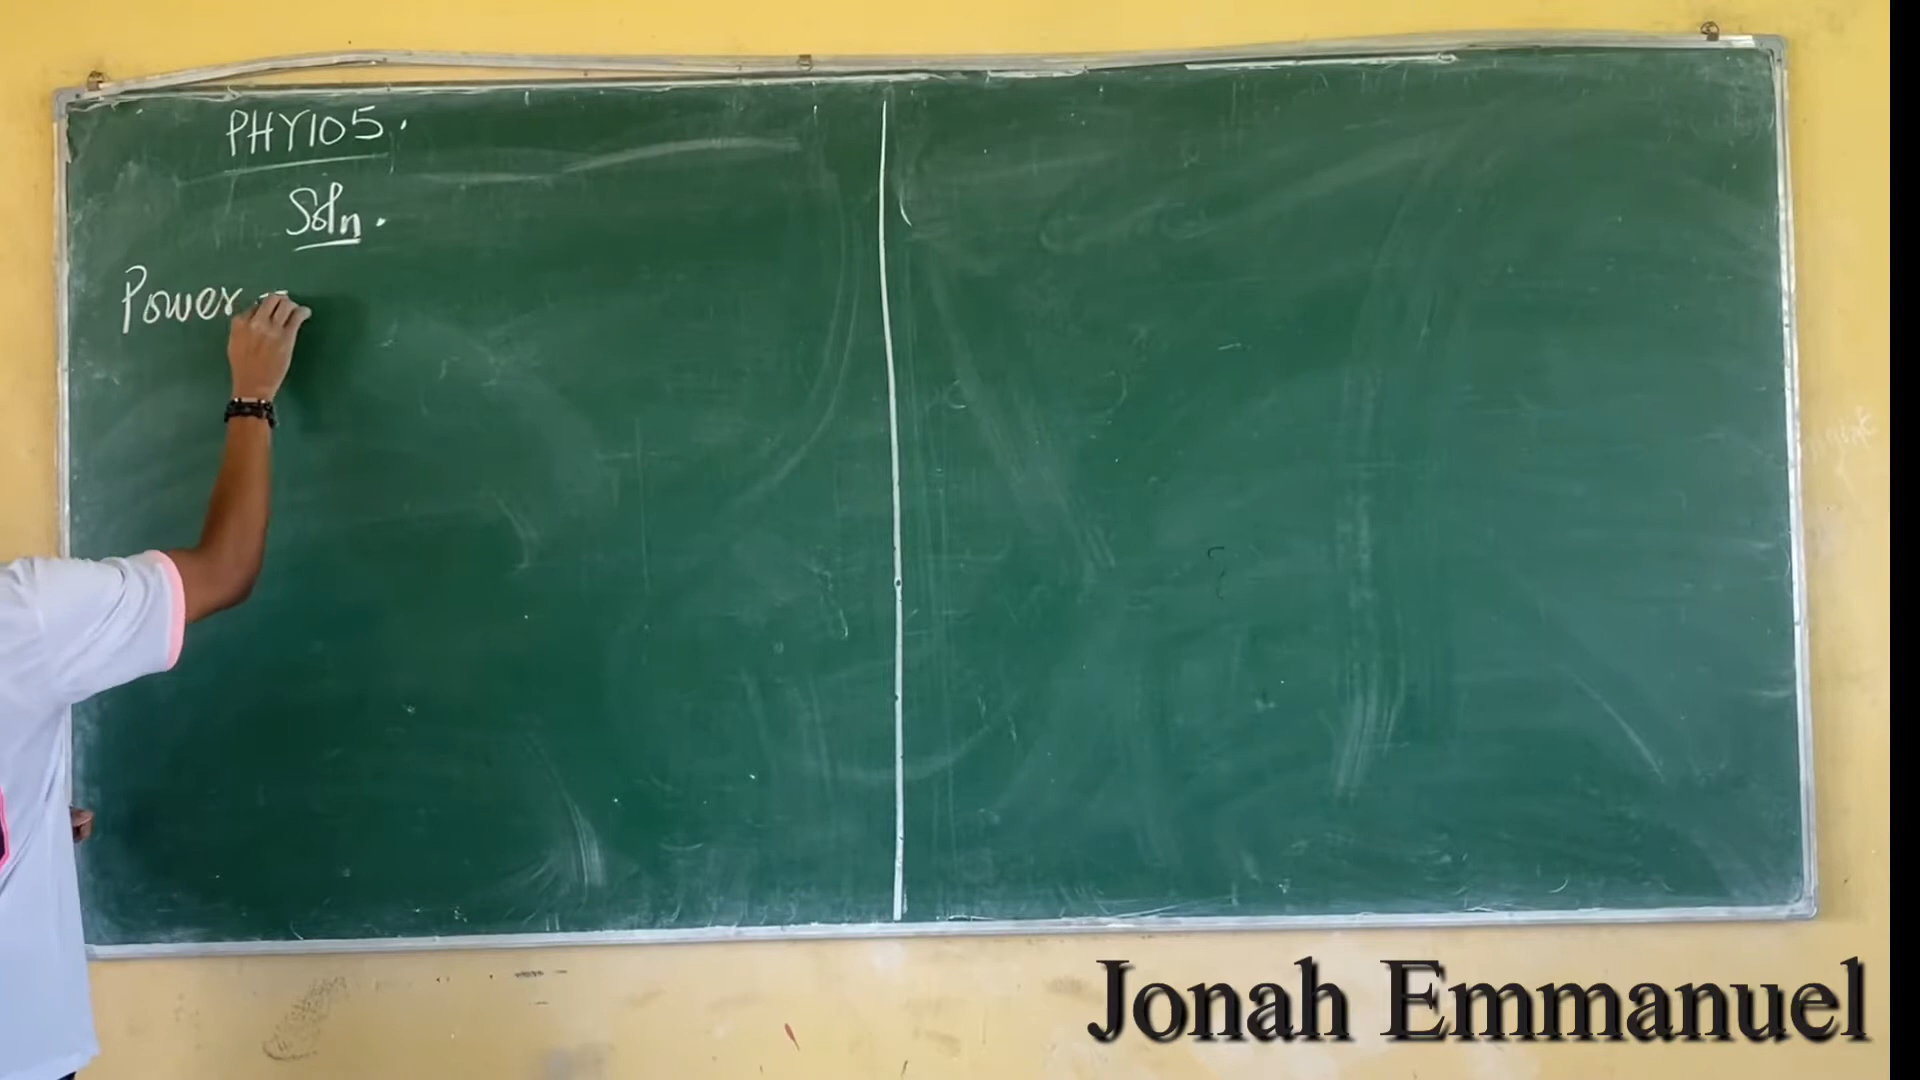 PHY105.
Soln.
Power =
Jonah Emmanuel